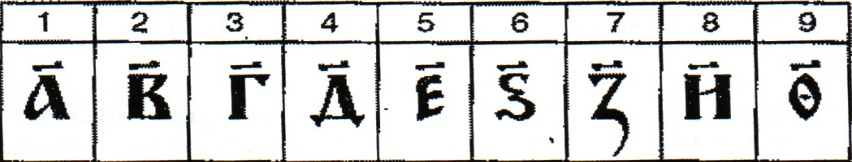 1 2 3 4 5 6 7 8 9
А҃ В҃ Г҃ Д҃ Є҃ Ѕ҃ З҃ И҃ Ѳ҃